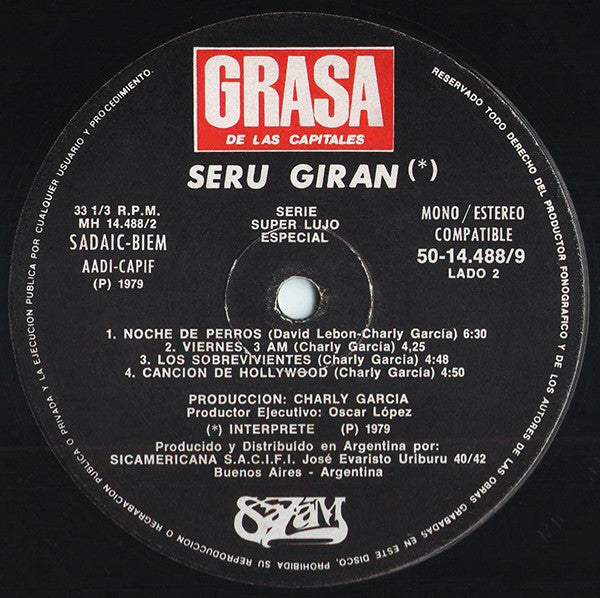 GRASA
DE LAS CAPITALES
SERU GIRAN (*)
33 1/3 R.P.M.
MH 14.488/2
SADAIC-BIEM
AADI-CAPIF
(P) 1979
SERIE
SUPER LUJO
ESPECIAL
MONO/ESTEREO
COMPATIBLE
50-14.488/9
LADO 2
1. NOCHE DE PERROS (David Lebon-Charly García) 6:30
2. VIERNES, 3 AM (Charly García) 4,25
3. LOS SOBREVIVIENTES (Charly García) 4:48
4. CANCION DE HOLLYWOOD (Charly García) 4:50
PRODUCCION: CHARLY GARCIA
Productor Ejecutivo: Oscar López
(*) INTERPRETE (P) 1979
Producido y Distribuído en Argentina por:
SICAMERICANA S.A.C.I.F.I. José Evaristo Uriburu 40/42
Buenos Aires - Argentina
SAZAM
RESERVADO TODO DERECHO DEL PRODUCTOR FONOGRAFICO Y DE LOS AUTORES DE LAS OBRAS GRABADAS EN ESTE DISCO, PROHIBIDA SU REPRODUCCION O REGRABACION PUBLICA O PRIVADA Y LA EJECUCION PUBLICA POR CUALQUIER USUARIO Y PROCEDIMIENTO.